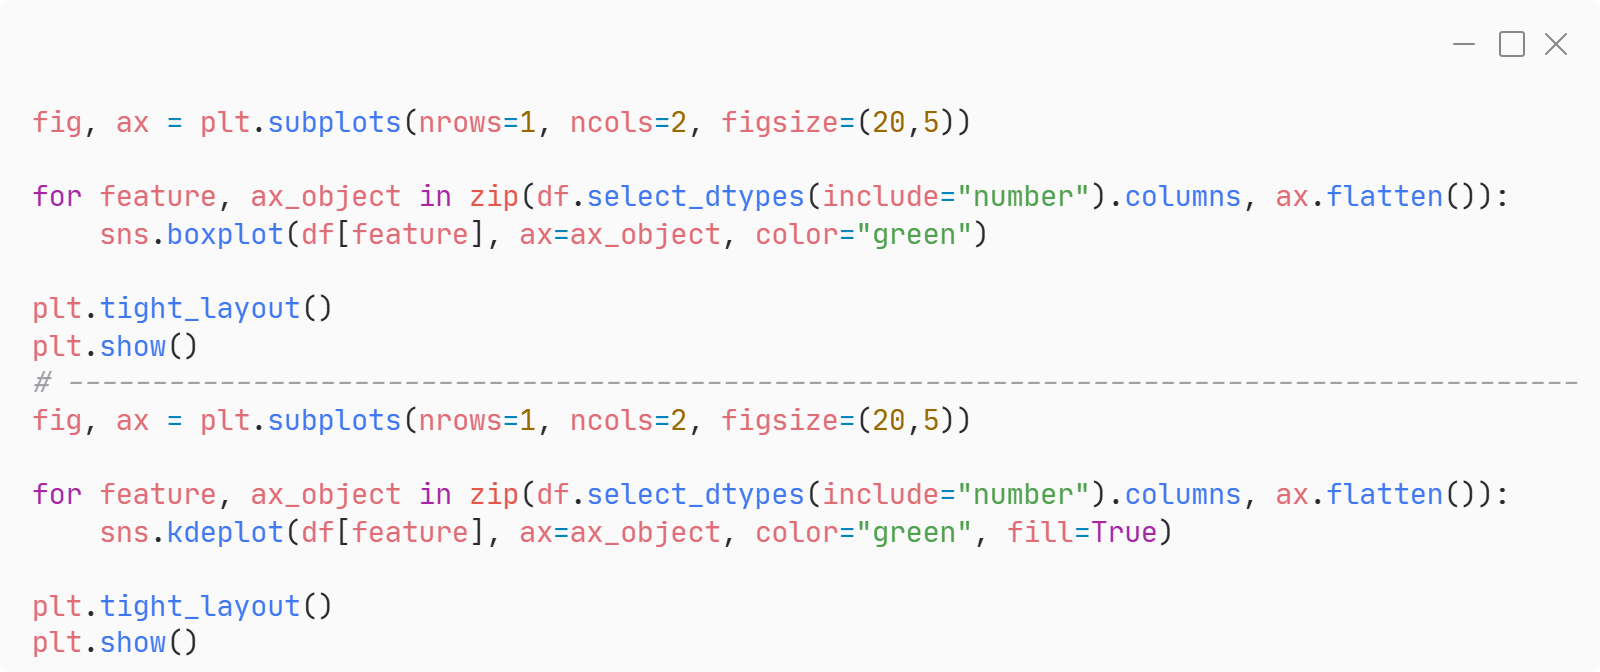 fig, ax = plt.subplots(nrows=1, ncols=2, figsize=(20,5))
for feature, ax_object in zip(df.select_dtypes(include="number").columns, ax.flatten()):
    sns.boxplot(df[feature], ax=ax_object, color="green")
plt.tight_layout()
plt.show()
# ------------------------------------------------------------------------------------------
fig, ax = plt.subplots(nrows=1, ncols=2, figsize=(20,5))
for feature, ax_object in zip(df.select_dtypes(include="number").columns, ax.flatten()):
    sns.kdeplot(df[feature], ax=ax_object, color="green", fill=True)
plt.tight_layout()
plt.show()